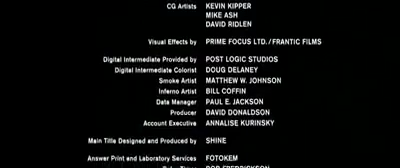 CG Artists KEVIN KIPPER
MIKE ASH
DAVID RIDLEN
Visual Effects by PRIME FOCUS LTD. / FRANTIC FILMS
Digital Intermediate Provided by POST LOGIC STUDIOS
Digital Intermediate Colorist DOUG DELANEY
Smoke Artist MATTHEW W. JOHNSON
Inferno Artist BILL COFFIN
Data Manager PAUL E. JACKSON
Producer DAVID DONALDSON
Account Executive ANNALISE KURINSKY
Main Title Designed and Produced by SHINE
Answer Print and Laboratory Services FOTOKEM